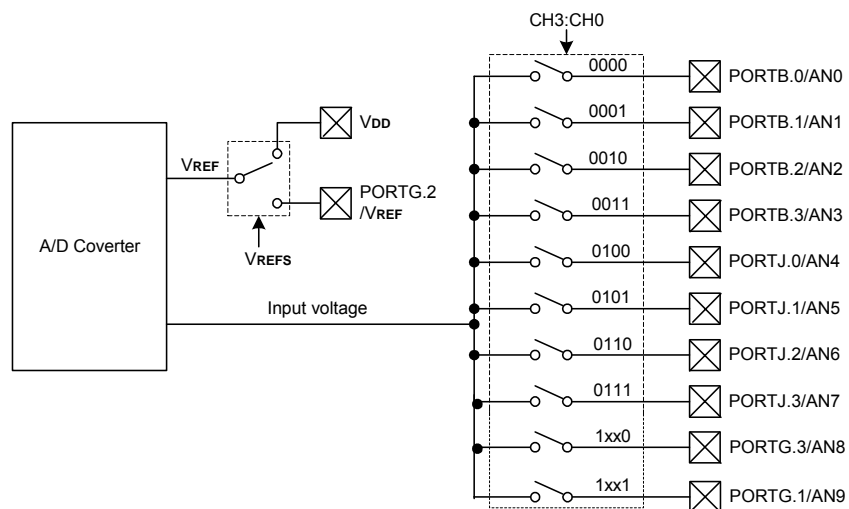 CH3:CH0
0000
PORTB.0/AN0
VDD
0001
PORTB.1/AN1
VREF
0010
PORTB.2/AN2
PORTG.2
/VREF
0011
PORTB.3/AN3
A/D Coverter
VREFS
0100
PORTJ.0/AN4
Input voltage
0101
PORTJ.1/AN5
0110
PORTJ.2/AN6
0111
PORTJ.3/AN7
1xx0
PORTG.3/AN8
1xx1
PORTG.1/AN9